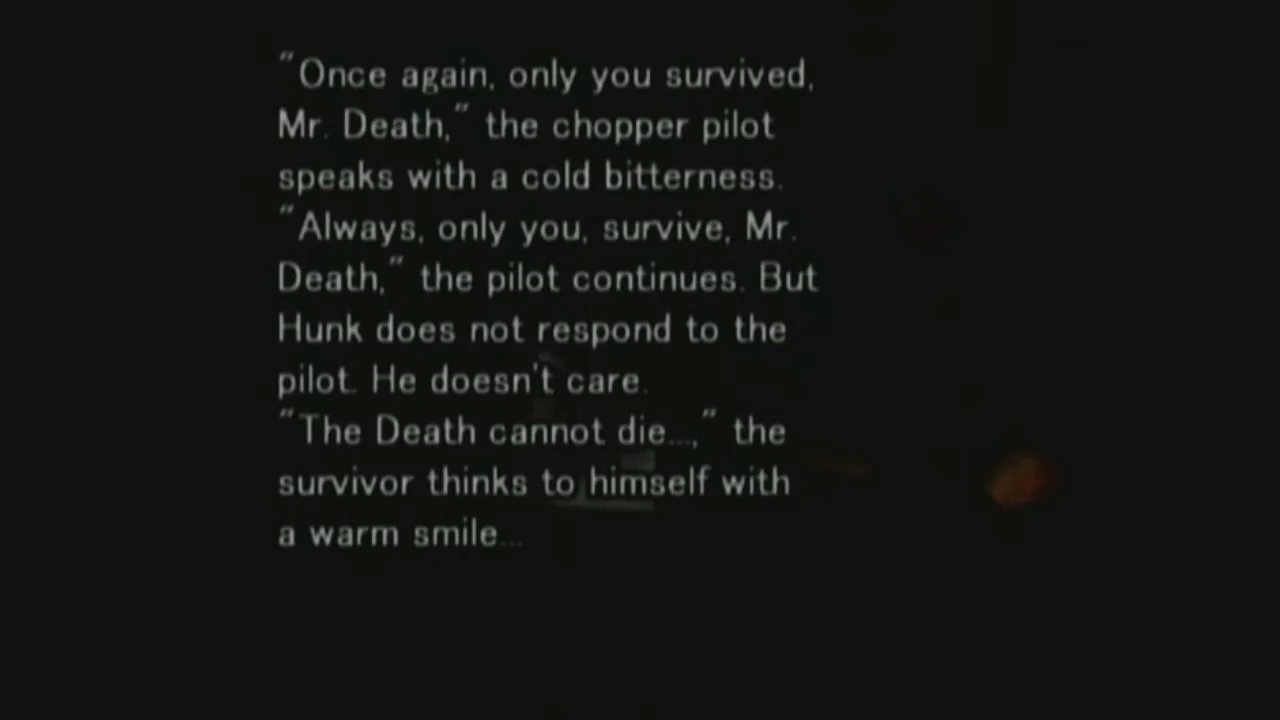 "Once again, only you survived,
Mr. Death," the chopper pilot
speaks with a cold bitterness.
"Always, only you, survive, Mr.
Death," the pilot continues. But
Hunk does not respond to the
pilot. He doesn't care.
"The Death cannot die...," the
survivor thinks to himself with
a warm smile...